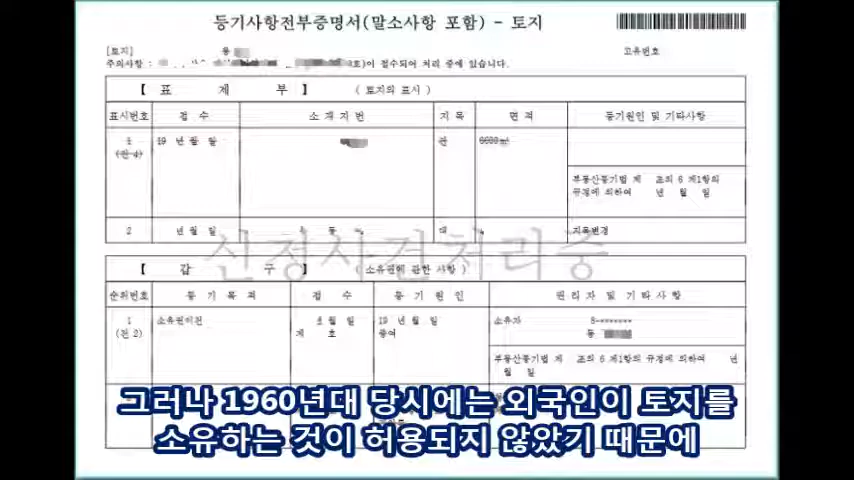 등기사항전부증명서(말소사항 포함) - 토지
[토지] 용 고유번호
주의사항 : 이 접수되어 처리 중에 있습니다.
【 표 제 부 】 ( 토지의 표시 )
표시번호 접 수 소 재 지 번 지 목 면 적 등기원인 및 기타사항
1 19 년 월 일 전
(전 4)
부동산등기법 제 조의 6 제1항의
규정에 의하여 년 월 일
2 년 월 일 동 대 지목변경
신청사건처리중
【 갑 구 】 ( 소유권에 관한 사항 )
순위번호 등 기 목 적 접 수 등 기 원 인 권 리 자 및 기 타 사 항
1 소유권이전 월 일 19 년 월 일 소유자 8-*******
(전 2) 제 호 증여 동
부동산등기법 제 조의 6 제1항의 규정에 의하여 년
월 일
그러나 1960년대 당시에는 외국인이 토지를
소유하는 것이 허용되지 않았기 때문에